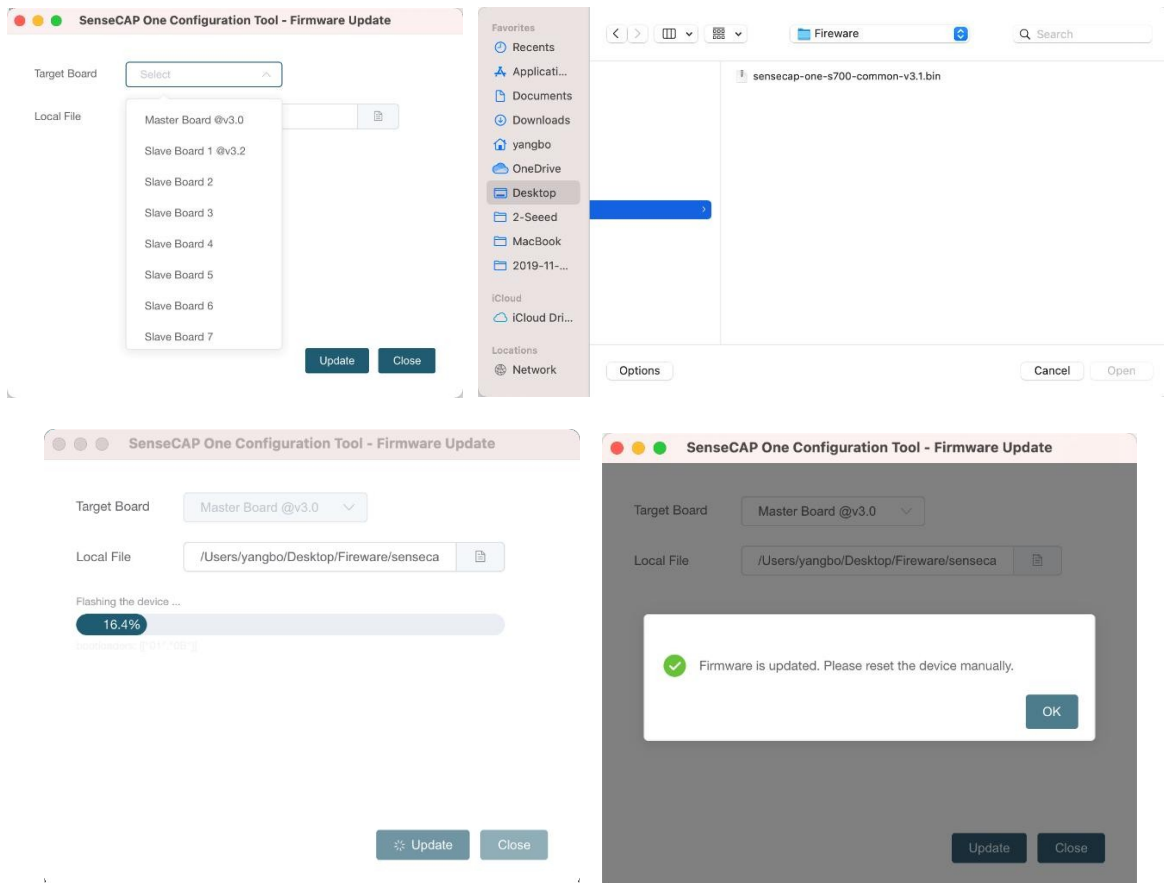 SenseCAP One Configuration Tool - Firmware Update
Target Board
Select
Local File
Master Board @v3.0
Slave Board 1 @v3.2
Slave Board 2
Slave Board 3
Slave Board 4
Slave Board 5
Slave Board 6
Slave Board 7
Update Close
Favorites
Recents
Applicati...
Documents
Downloads
yangbo
OneDrive
Desktop
2-Seeed
MacBook
2019-11-...
iCloud
iCloud Dri...
Locations
Network
Fireware
Search
sensecap-one-s700-common-v3.1.bin
Options
Cancel Open
SenseCAP One Configuration Tool - Firmware Update
Target Board Master Board @v3.0
Local File /Users/yangbo/Desktop/Fireware/senseca
Flashing the device ...
16.4%
Update Close
SenseCAP One Configuration Tool - Firmware Update
Target Board Master Board @v3.0
Local File /Users/yangbo/Desktop/Fireware/senseca
Firmware is updated. Please reset the device manually.
OK
Update Close